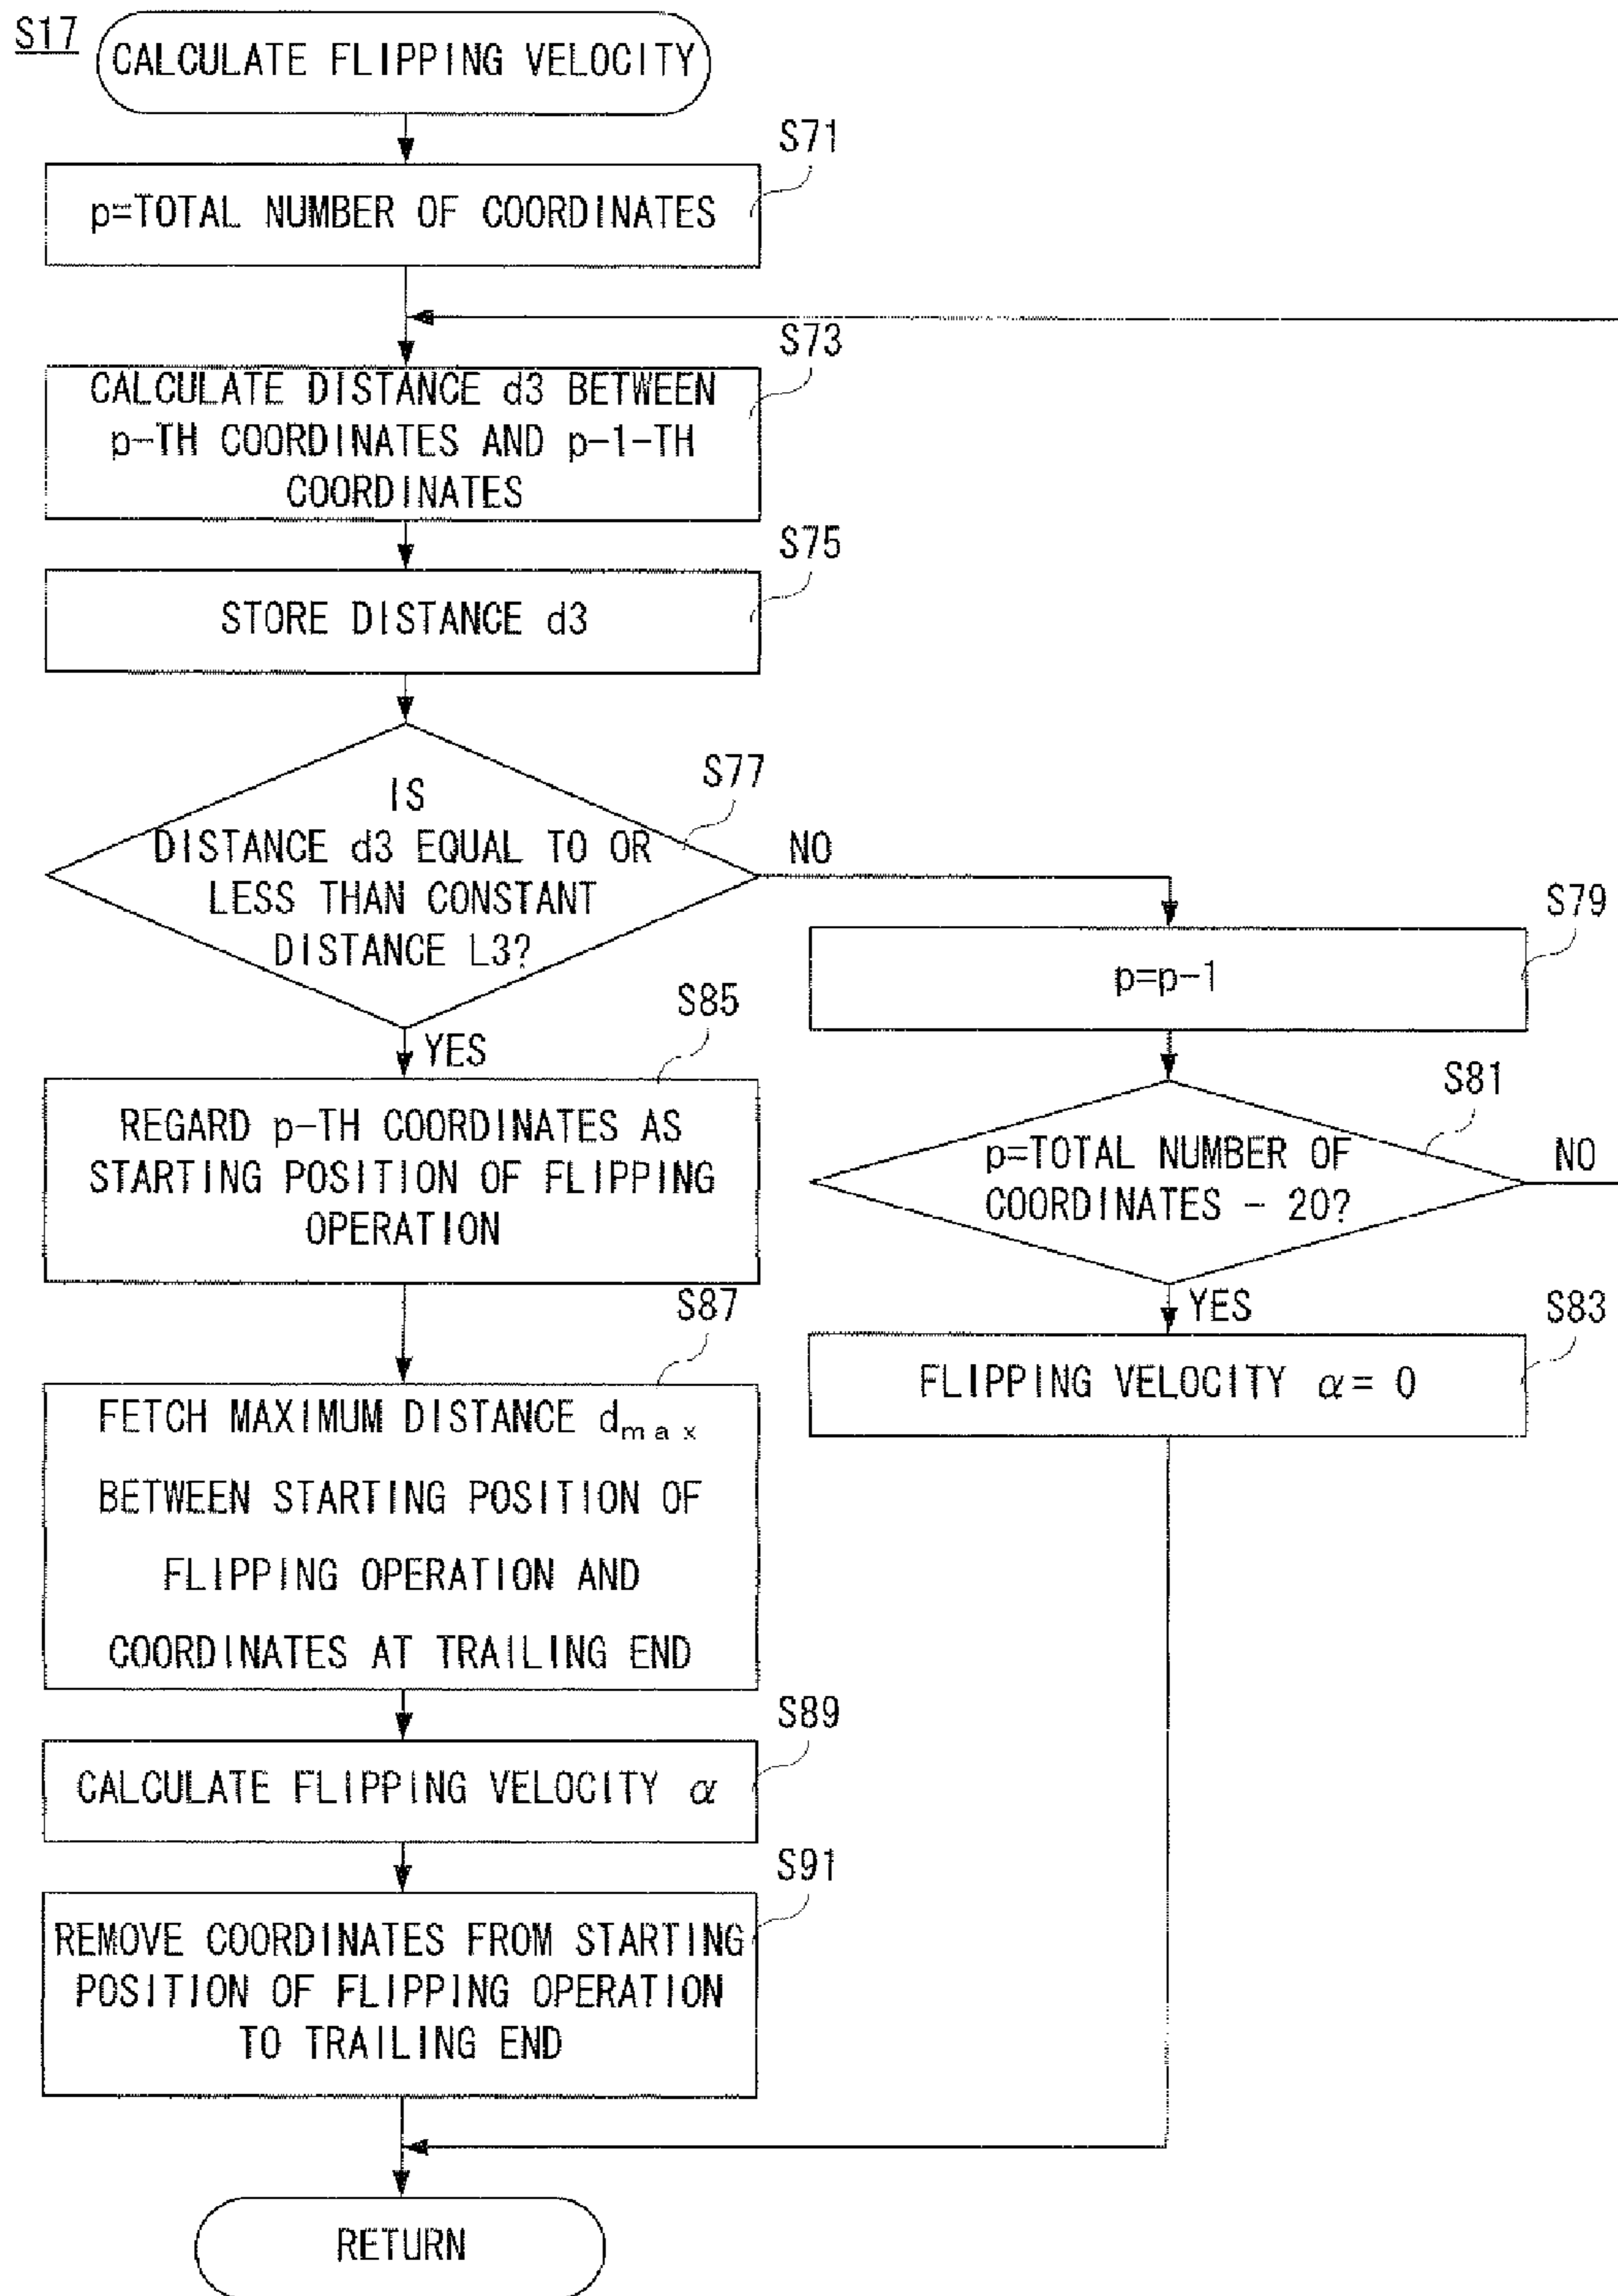 S17
CALCULATE FLIPPING VELOCITY
S71
p=TOTAL NUMBER OF COORDINATES
S73
CALCULATE DISTANCE d3 BETWEEN
p-TH COORDINATES AND p-1-TH
COORDINATES
S75
STORE DISTANCE d3
S77
IS
DISTANCE d3 EQUAL TO OR
LESS THAN CONSTANT
DISTANCE L3?
NO
YES
S79
p=p-1
S81
p=TOTAL NUMBER OF
COORDINATES - 20?
NO
YES
S83
FLIPPING VELOCITY α= 0
S85
REGARD p-TH COORDINATES AS
STARTING POSITION OF FLIPPING
OPERATION
S87
FETCH MAXIMUM DISTANCE dmax
BETWEEN STARTING POSITION OF
FLIPPING OPERATION AND
COORDINATES AT TRAILING END
S89
CALCULATE FLIPPING VELOCITY α
S91
REMOVE COORDINATES FROM STARTING
POSITION OF FLIPPING OPERATION
TO TRAILING END
RETURN